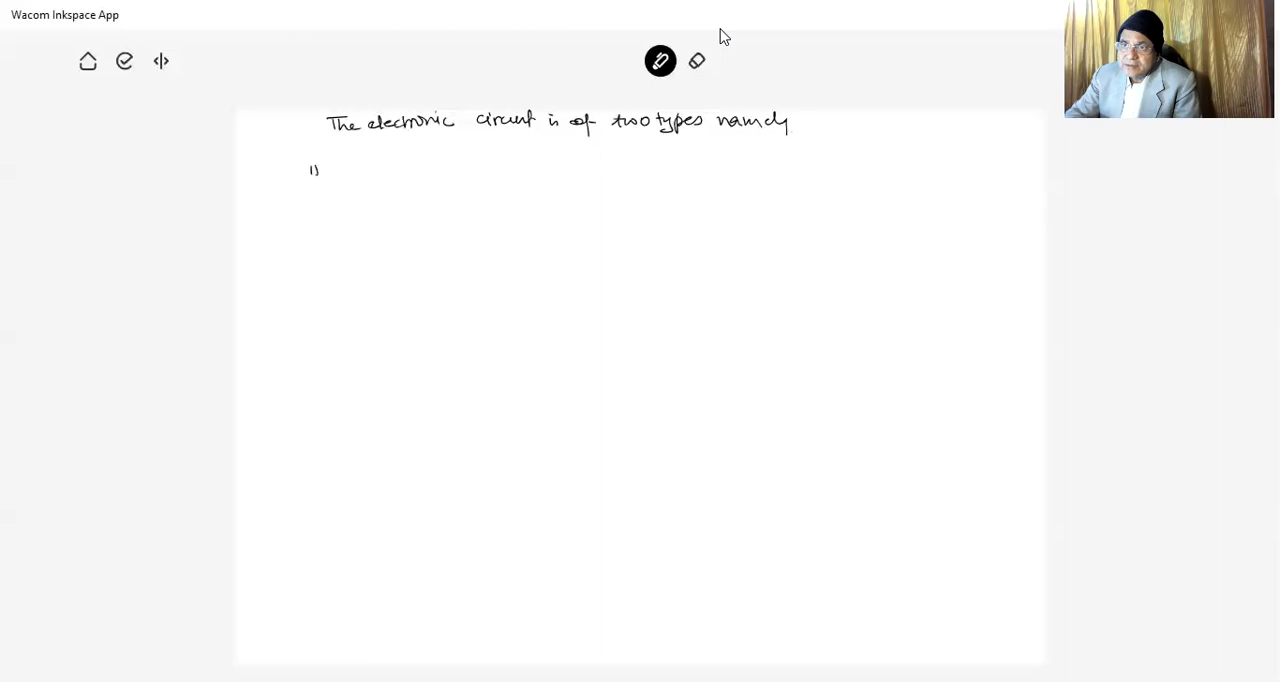 Wacom Inkspace App
The electronic circuit is of two types namely
1)